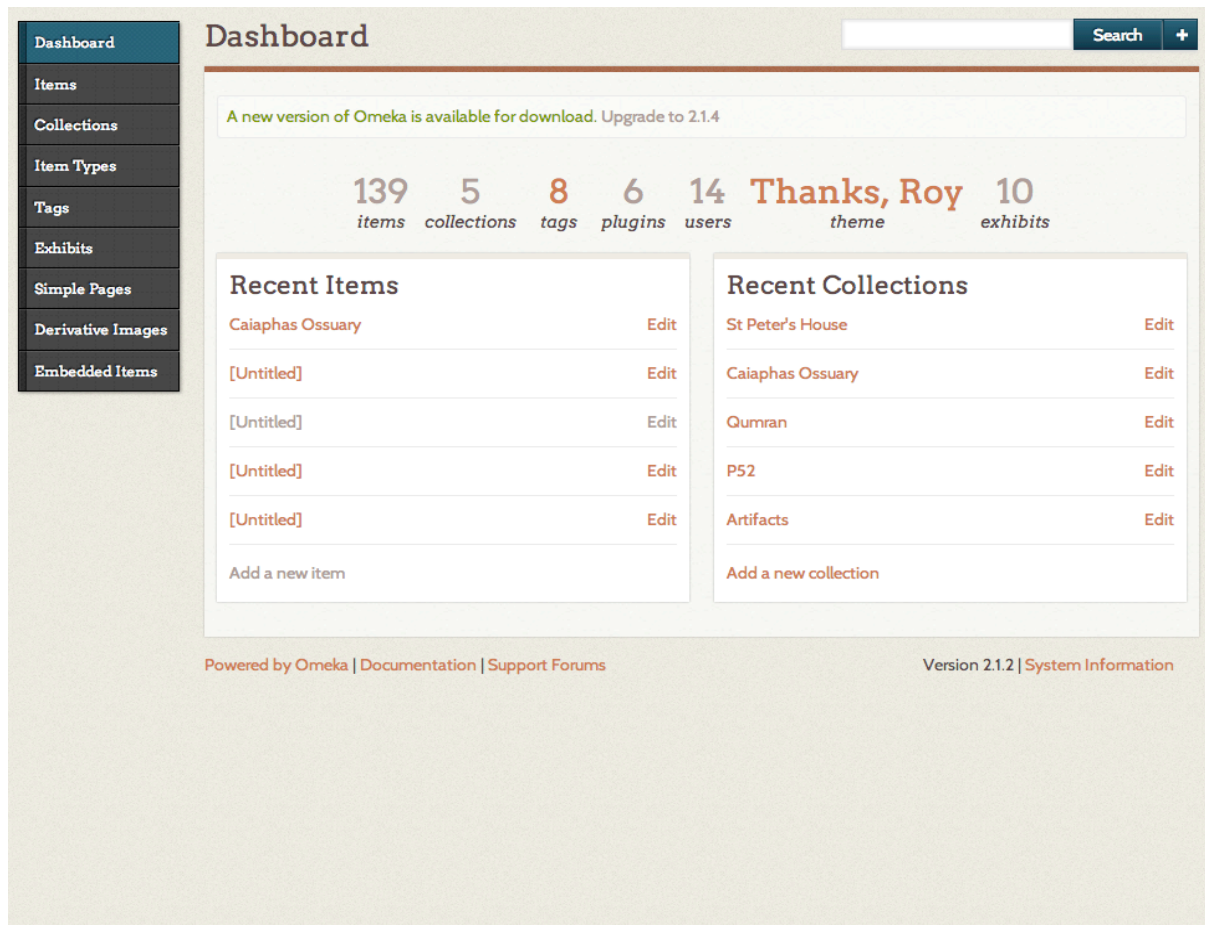 Dashboard
Items
Collections
Item Types
Tags
Exhibits
Simple Pages
Derivative Images
Embedded Items
Dashboard
Search +
A new version of Omeka is available for download. Upgrade to 2.1.4
139 5 8 6 14 Thanks, Roy 10
items collections tags plugins users theme exhibits
Recent Items
Caiaphas Ossuary Edit
[Untitled] Edit
[Untitled] Edit
[Untitled] Edit
[Untitled] Edit
Add a new item
Recent Collections
St Peter's House Edit
Caiaphas Ossuary Edit
Qumran Edit
P52 Edit
Artifacts Edit
Add a new collection
Powered by Omeka | Documentation | Support Forums
Version 2.1.2 | System Information